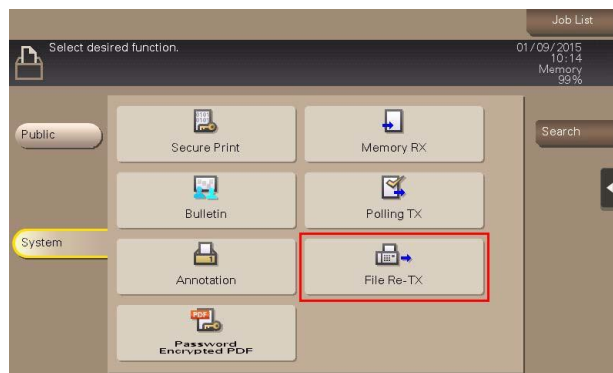 Job List
Select desired function.
01/09/2015
10:14
Memory
99%
Public
System
Secure Print
Memory RX
Bulletin
Polling TX
Annotation
File Re-TX
PDF
Password
Encrypted PDF
Search